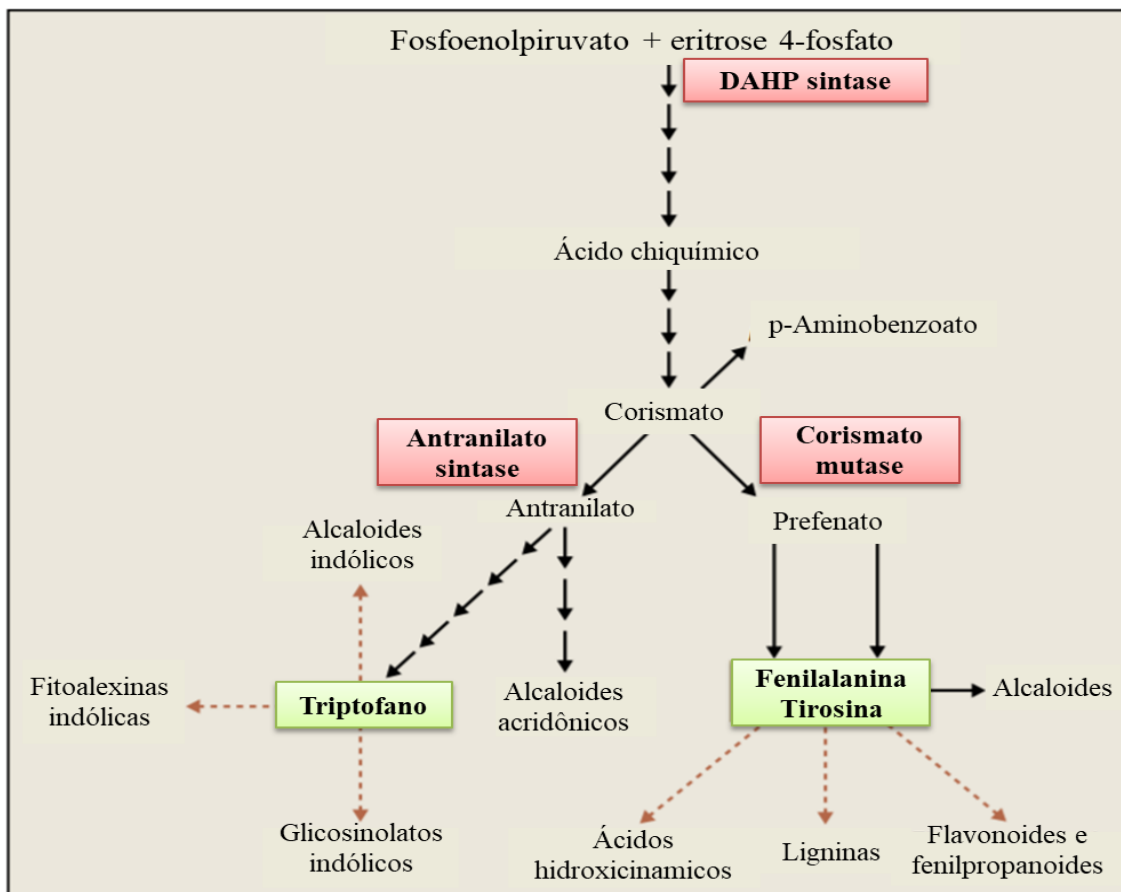 Fosfoenolpiruvato + eritrose 4-fosfato
DAHP sintase
Ácido chiquímico
p-Aminobenzoato
Corismato
Antranilato
sintase
Corismato
mutase
Antranilato
Prefenato
Alcaloides
indólicos
Fitoalexinas
indólicas
Triptofano
Alcaloides
acridônicos
Fenilalanina
Tirosina
Alcaloides
Glicosinolatos
indólicos
Ácidos
hidroxicinamicos
Ligninas
Flavonoides e
fenilpropanoides